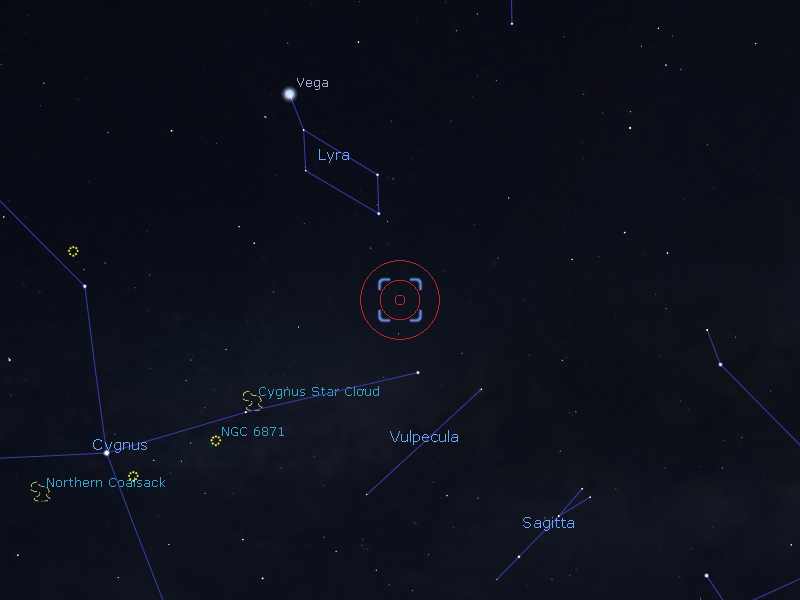 Vega
Lyra
Cygnus Star Cloud
NGC 6871
Vulpecula
Cygnus
Northern Coalsack
Sagitta